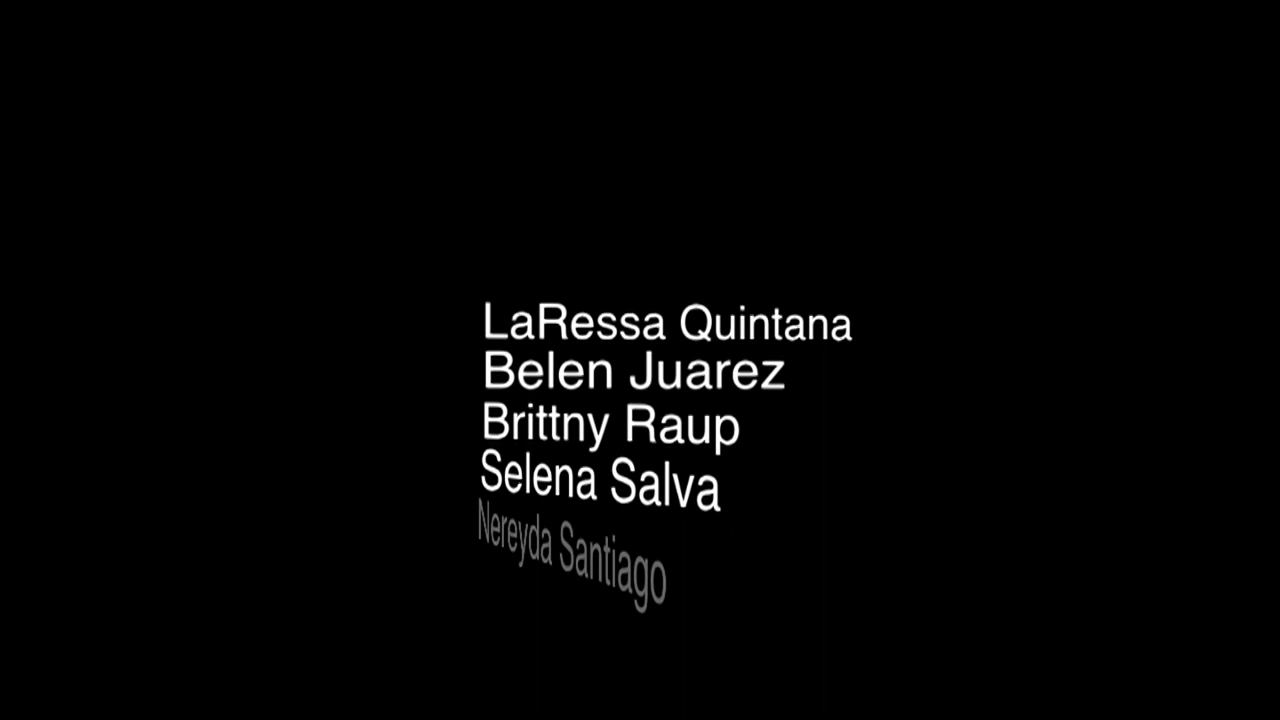 LaRessa Quintana
Belen Juarez
Brittny Raup
Selena Salva
Nereyda Santiago